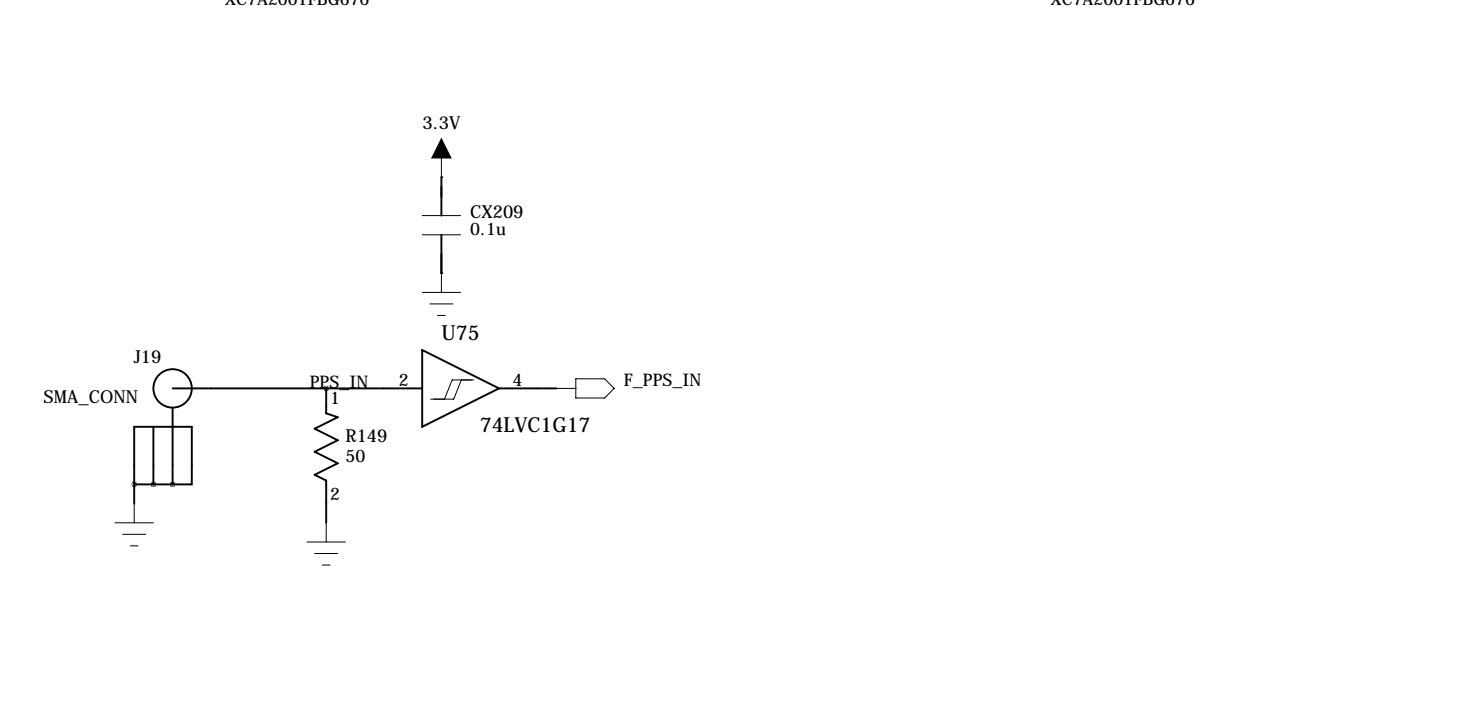 3.3V
CX209
0.1u
U75
J19
PPS_IN
2
4
F_PPS_IN
SMA_CONN
1
74LVC1G17
R149
50
2